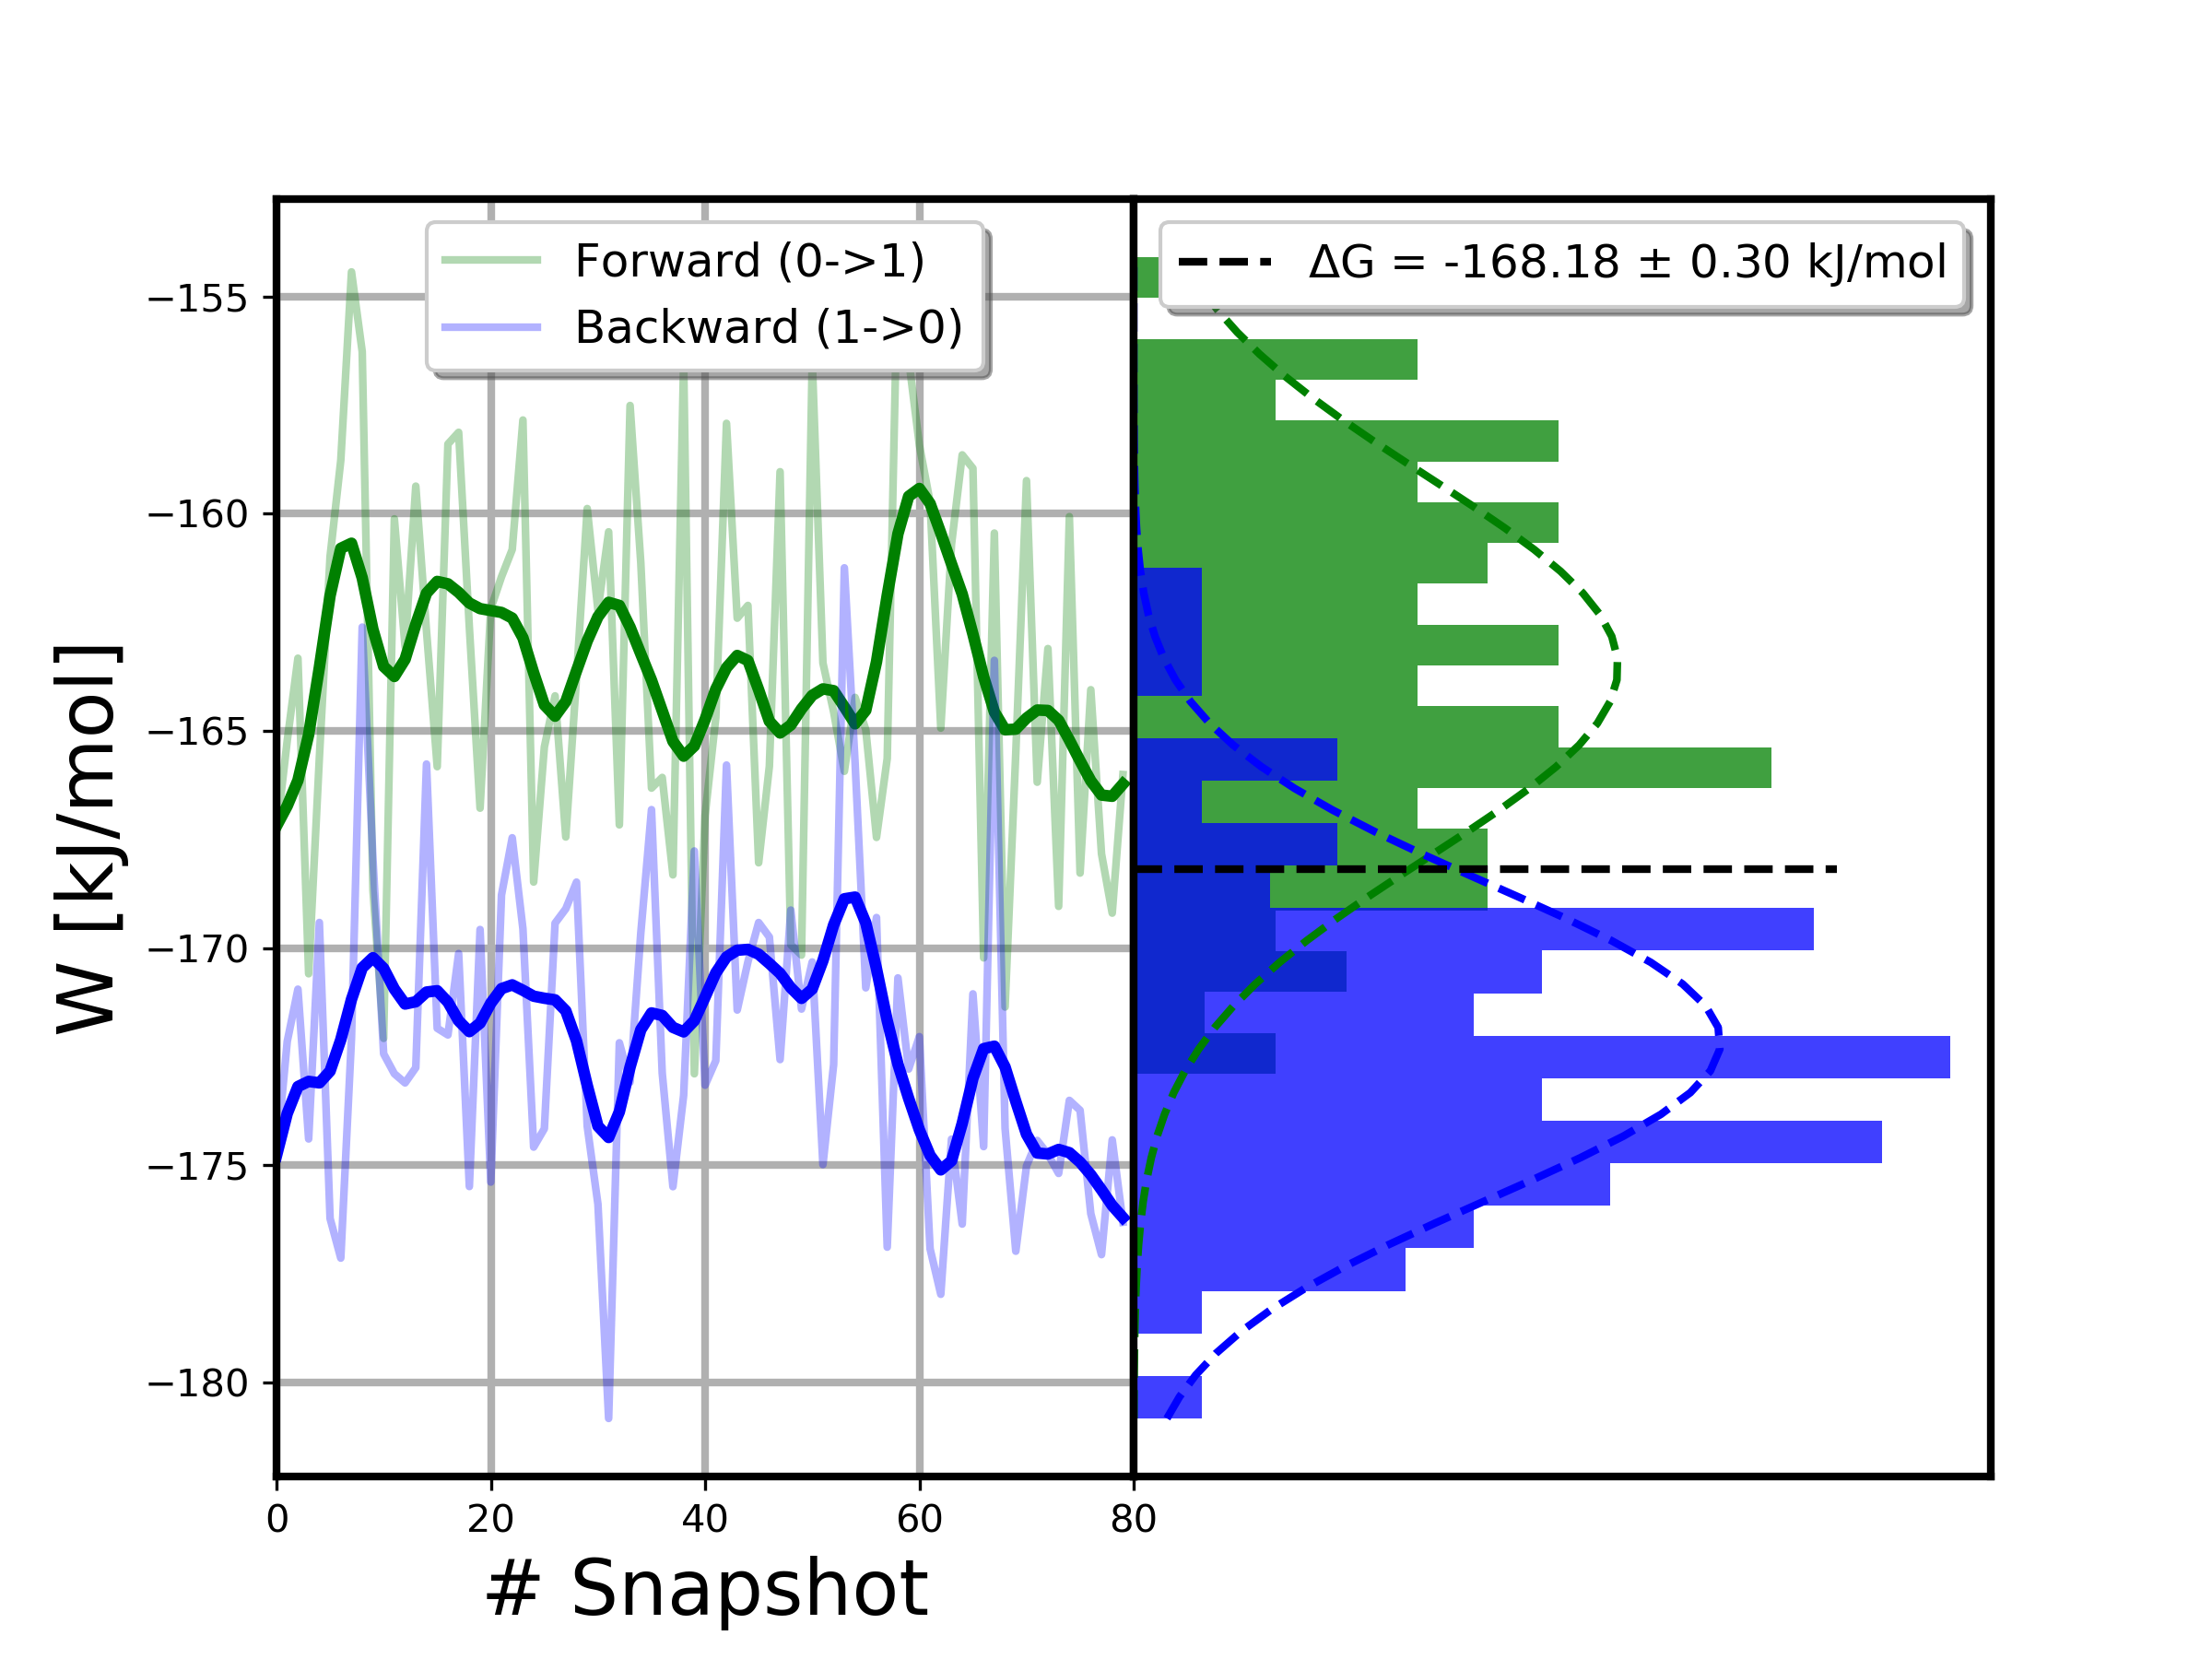 Forward (0->1)
Backward (1->0)
ΔG = -168.18 ± 0.30 kJ/mol
W [kJ/mol]
−155
−160
−165
−170
−175
−180
0 20 40 60 80
# Snapshot